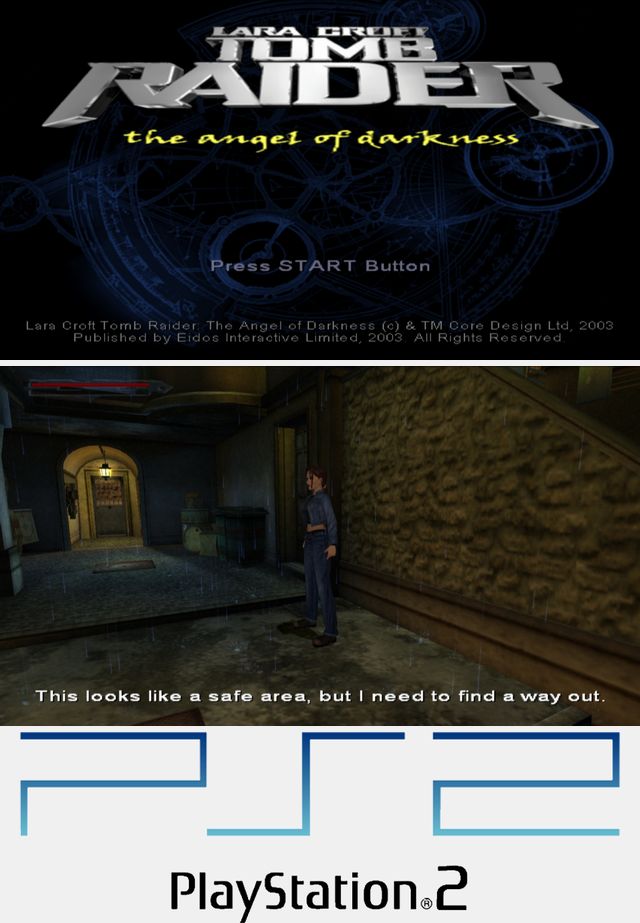 LARA CROFT
TOMB
RAIDER
the angel of darkness
Press START Button
Lara Croft Tomb Raider: The Angel of Darkness (c) & TM Core Design Ltd, 2003
Published by Eidos Interactive Limited, 2003 All Rights Reserved
This looks like a safe area, but I need to find a way out.
PS2
PlayStation®2